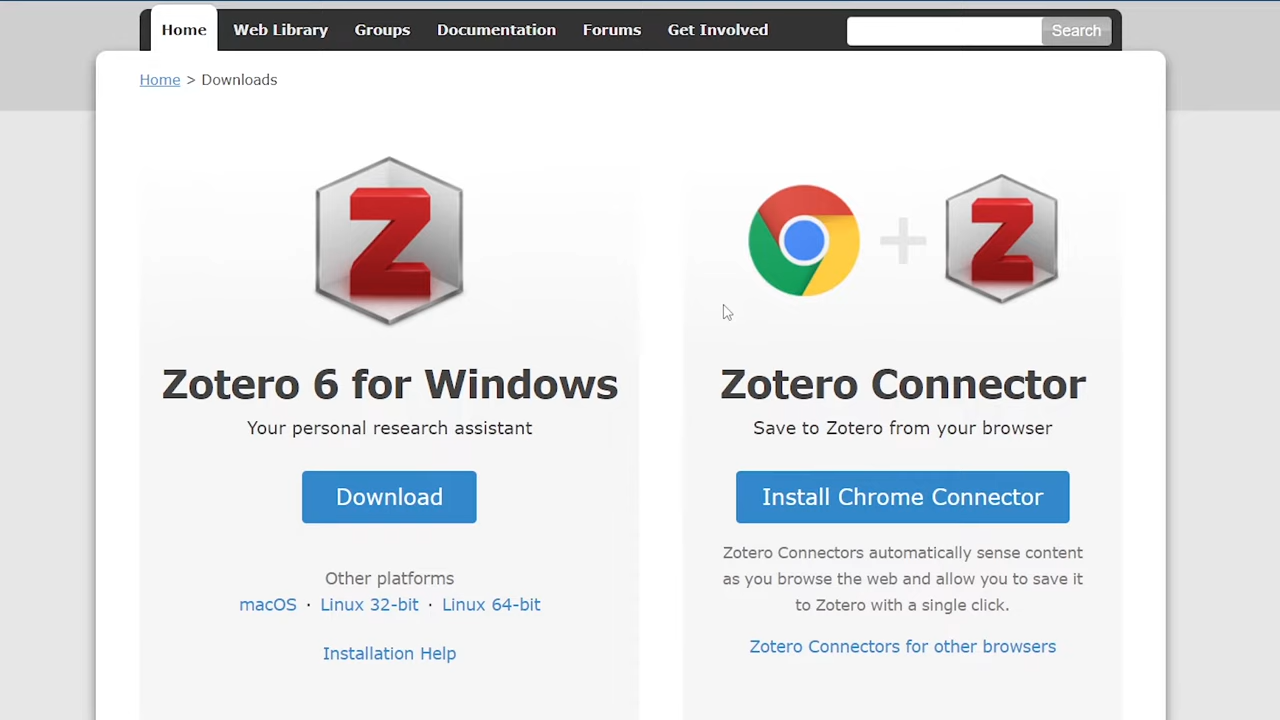 Home Web Library Groups Documentation Forums Get Involved Search
Home > Downloads
Z
Z
Zotero 6 for Windows
Your personal research assistant
Download
Other platforms
macOS · Linux 32-bit · Linux 64-bit
Installation Help
Zotero Connector
Save to Zotero from your browser
Install Chrome Connector
Zotero Connectors automatically sense content
as you browse the web and allow you to save it
to Zotero with a single click.
Zotero Connectors for other browsers